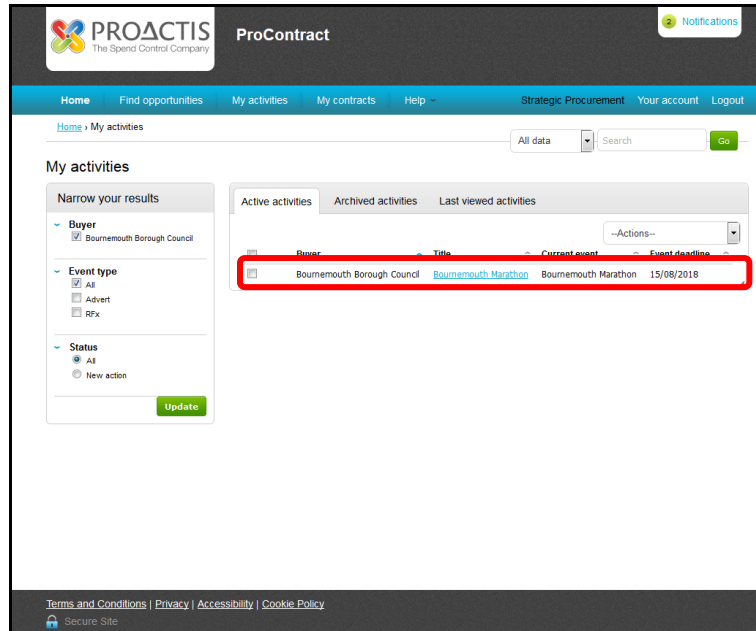 PROACTIS
The Spend Control Company
ProContract
2 Notifications
Home Find opportunities My activities My contracts Help Strategic Procurement Your account Logout
Home › My activities
All data Search Go
My activities
Narrow your results
Buyer
Bournemouth Borough Council
Event type
All
Advert
RFx
Status
All
New action
Update
Active activities Archived activities Last viewed activities
--Actions--
Buyer Title Current event Event deadline
Bournemouth Borough Council Bournemouth Marathon Bournemouth Marathon 15/08/2018
Terms and Conditions | Privacy | Accessibility | Cookie Policy
Secure Site